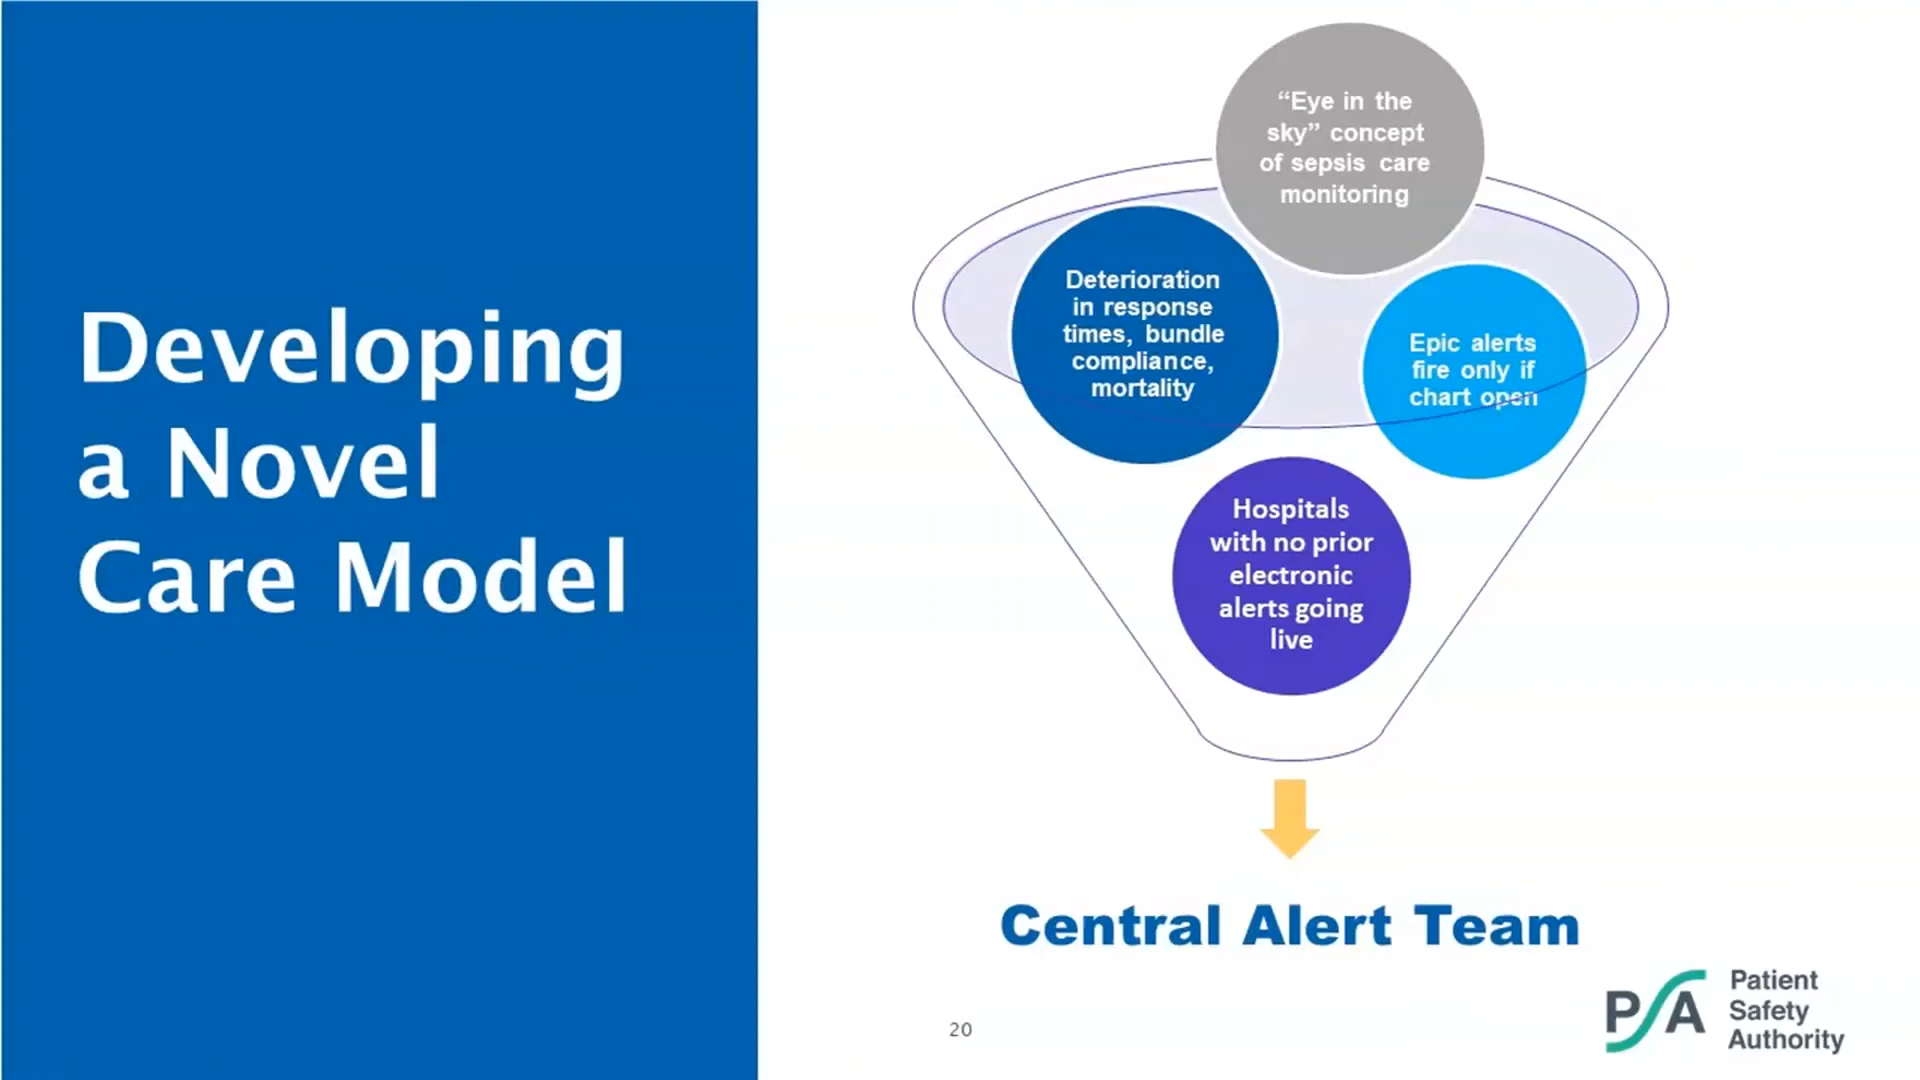 Developing
a Novel
Care Model
“Eye in the
sky” concept
of sepsis care
monitoring
Deterioration
in response
times, bundle
compliance,
mortality
Epic alerts
fire only if
chart open
Hospitals
with no prior
electronic
alerts going
live
Central Alert Team
20
PSA
Patient
Safety
Authority